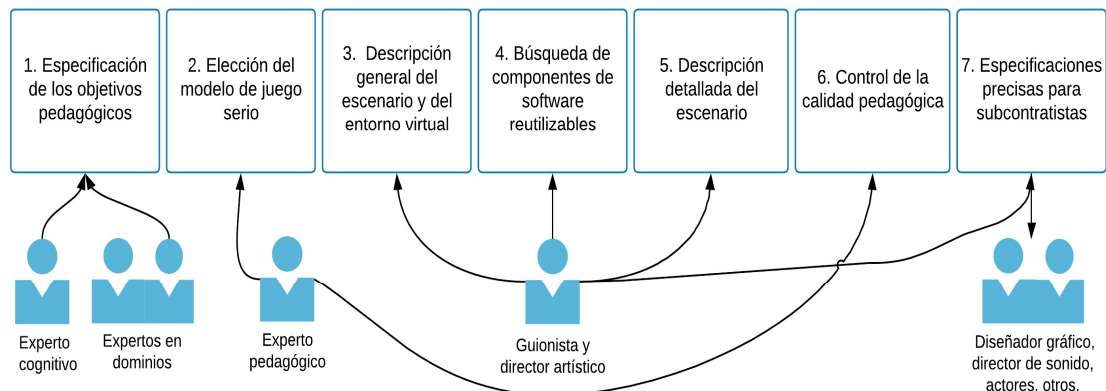 1. Especificación
de los objetivos
pedagógicos
2. Elección del
modelo de juego
serio
3. Descripción
general del
escenario y del
entorno virtual
4. Búsqueda de
componentes de
software
reutilizables
5. Descripción
detallada del
escenario
6. Control de la
calidad pedagógica
7. Especificaciones
precisas para
subcontratistas
Experto
cognitivo
Expertos en
dominios
Experto
pedagógico
Guionista y
director artístico
Diseñador gráfico,
director de sonido,
actores, otros.